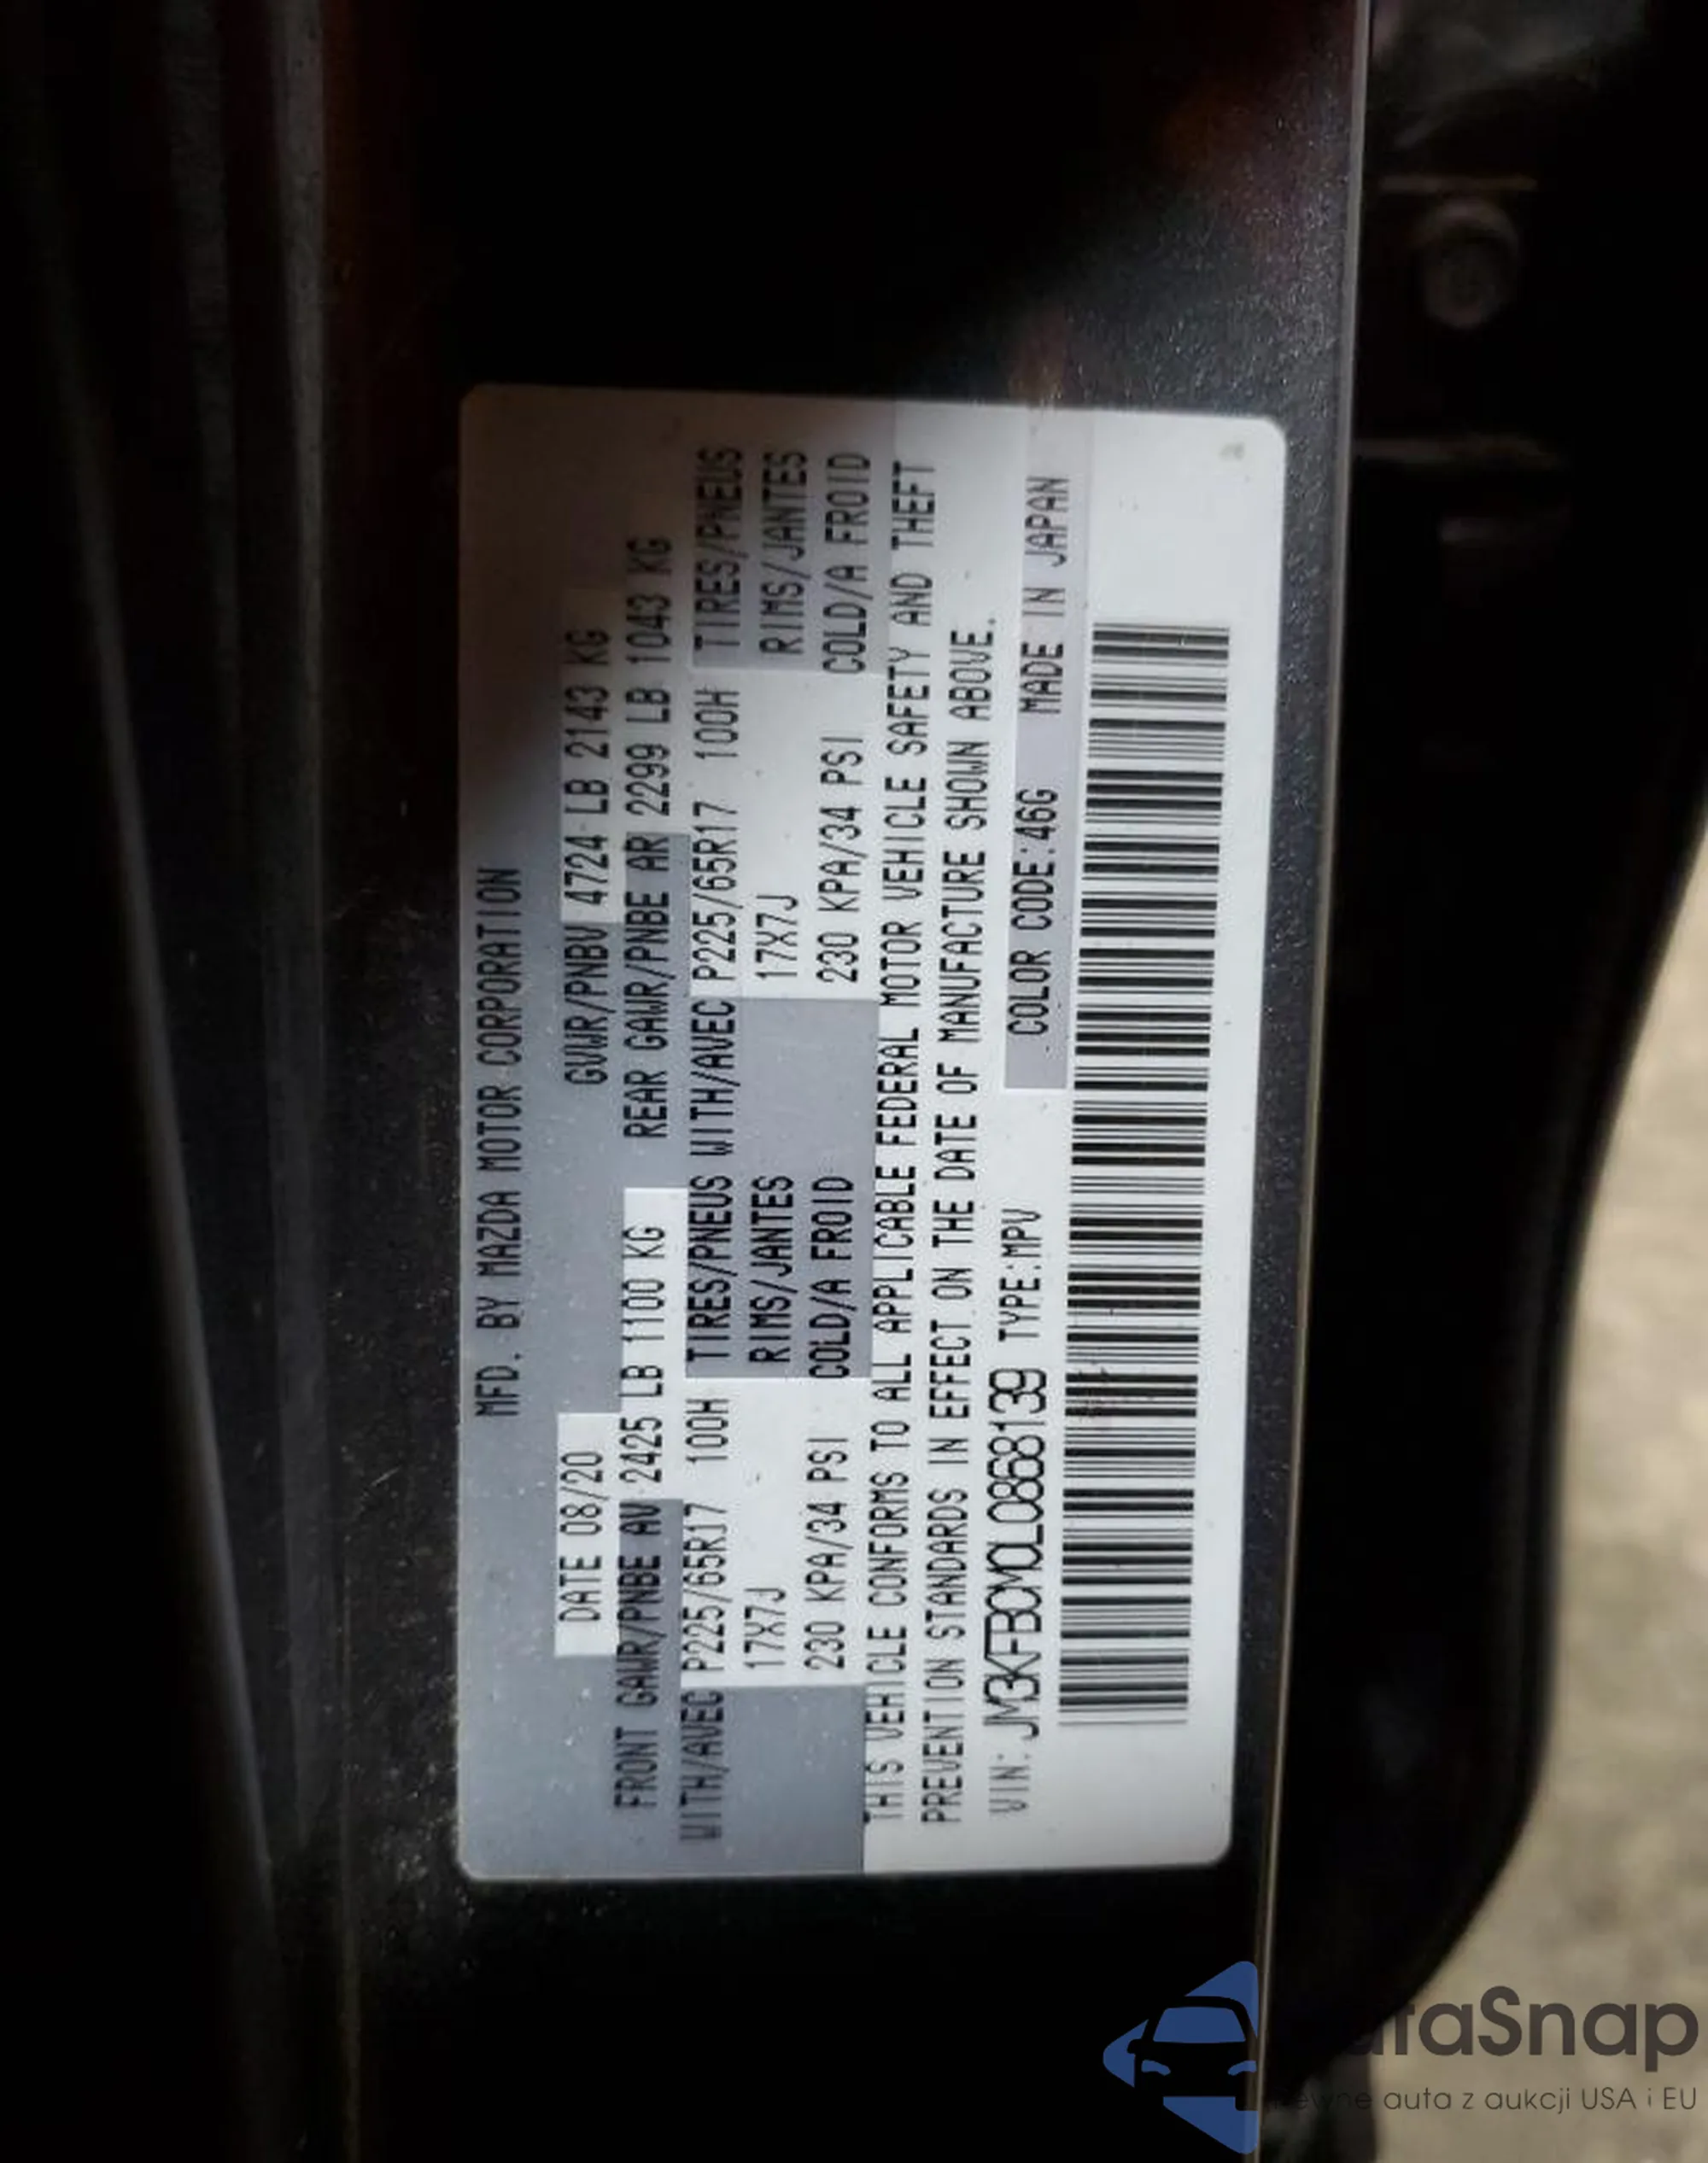 MFD. BY MAZDA MOTOR CORPORATION
DATE 08/20 GVWR/PNBV 4724 LB 2143 KG
FRONT GAWR/PNBE AV 2425 LB 1100 KG REAR GAWR/PNBE AR 2299 LB 1043 KG
WITH/AVEC P225/65R17 100H TIRES/PNEUS WITH/AVEC P225/65R17 100H TIRES/PNEUS
17X7J RIMS/JANTES 17X7J RIMS/JANTES
230 KPA/34 PSI COLD/A FROID 230 KPA/34 PSI COLD/A FROID
THIS VEHICLE CONFORMS TO ALL APPLICABLE FEDERAL MOTOR VEHICLE SAFETY AND THEFT
PREVENTION STANDARDS IN EFFECT ON THE DATE OF MANUFACTURE SHOWN ABOVE.
VIN: JM3KFBCM0L0868139 TYPE:MPV COLOR CODE:46G MADE IN JAPAN
auta z aukcji USA i EU